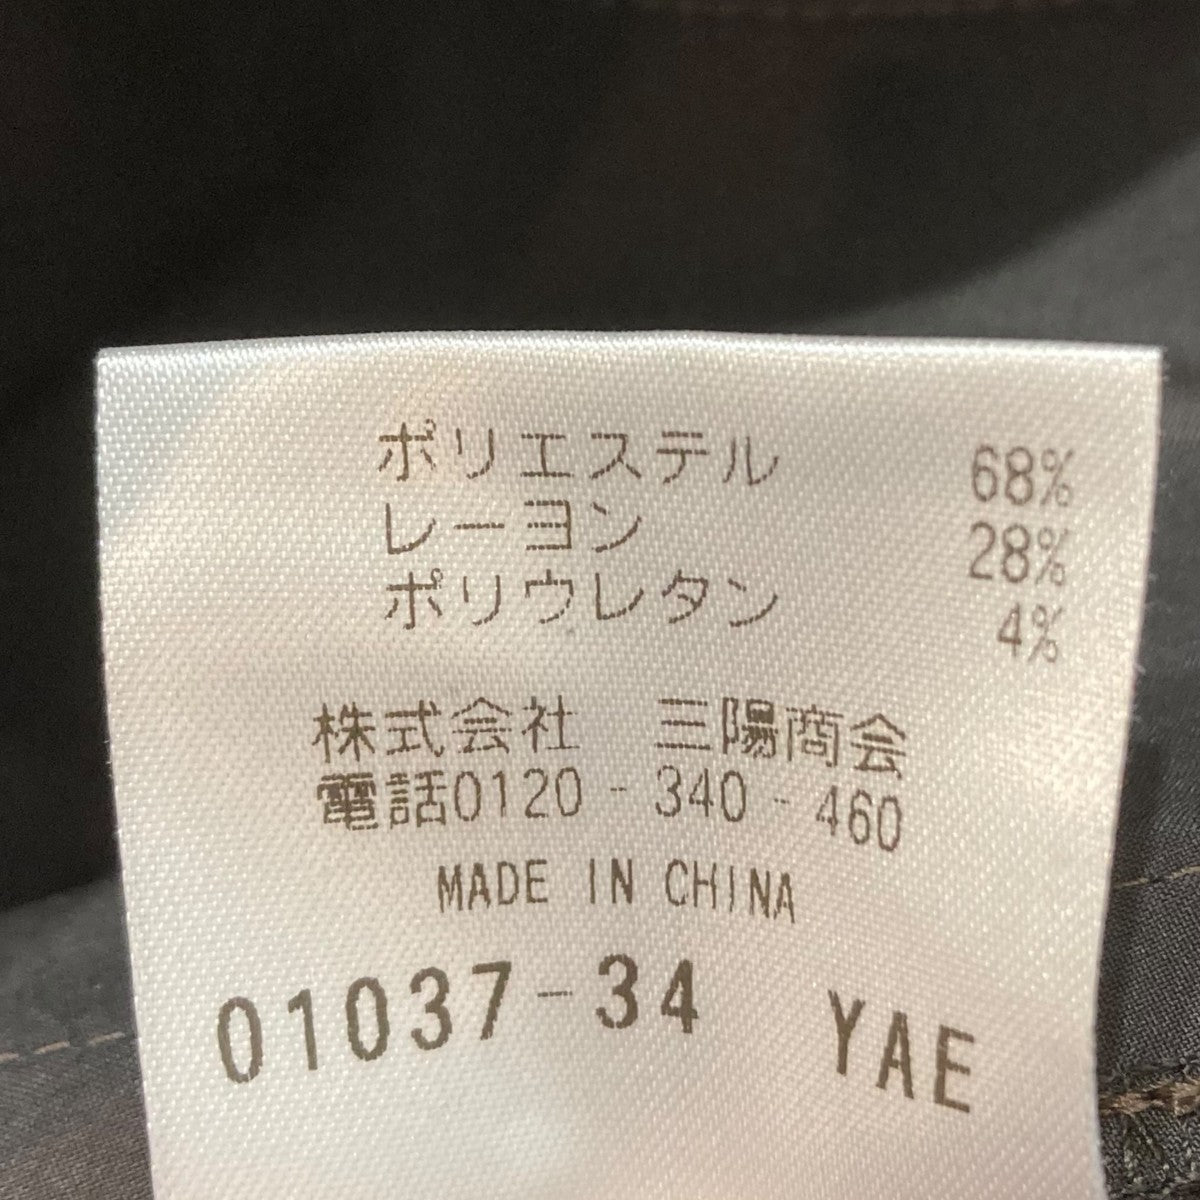 ポリエステル 68%
レーヨン 28%
ポリウレタン 4%
株式会社 三陽商会
電話0120-340-460
MADE IN CHINA
01037-34 YAE